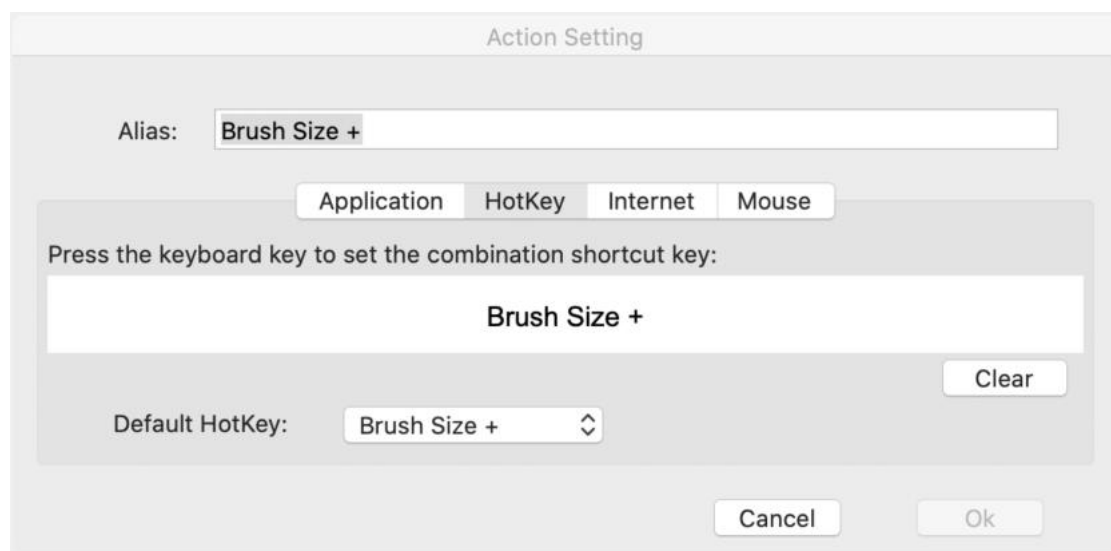 Action Setting
Alias: Brush Size +
Application HotKey Internet Mouse
Press the keyboard key to set the combination shortcut key:
Brush Size +
Clear
Default HotKey: Brush Size +
Cancel Ok